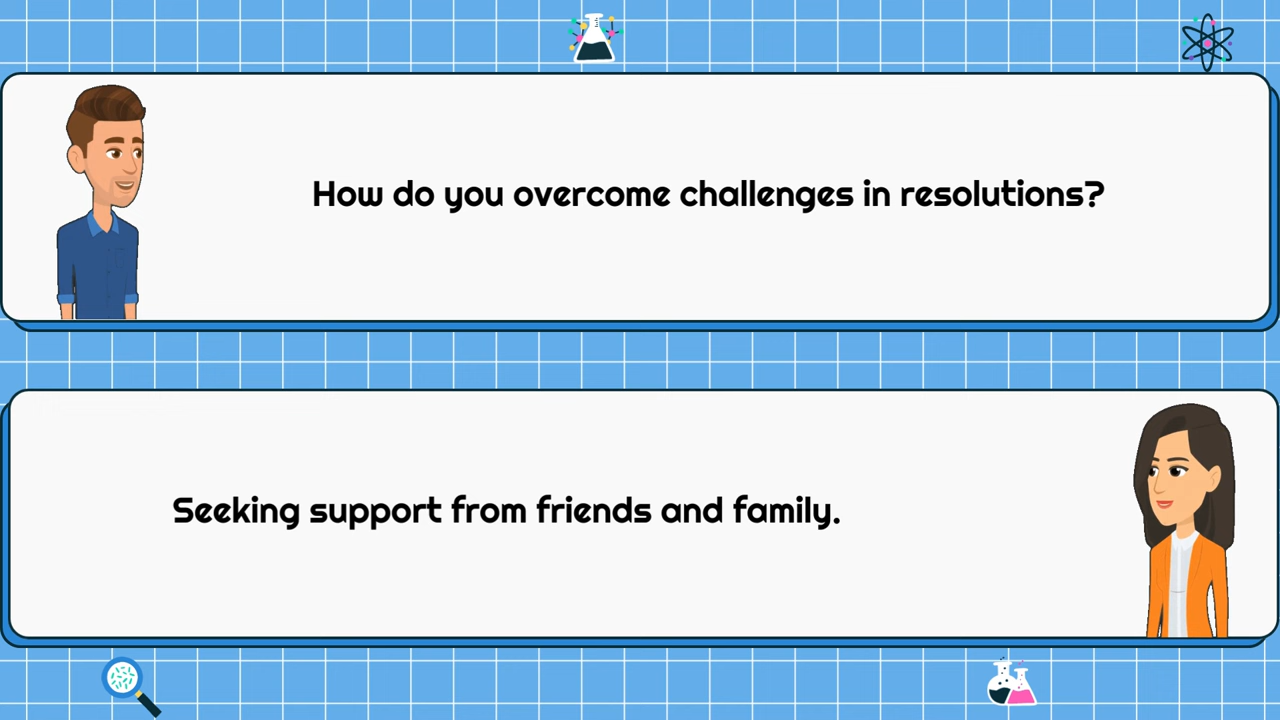 How do you overcome challenges in resolutions?
Seeking support from friends and family.